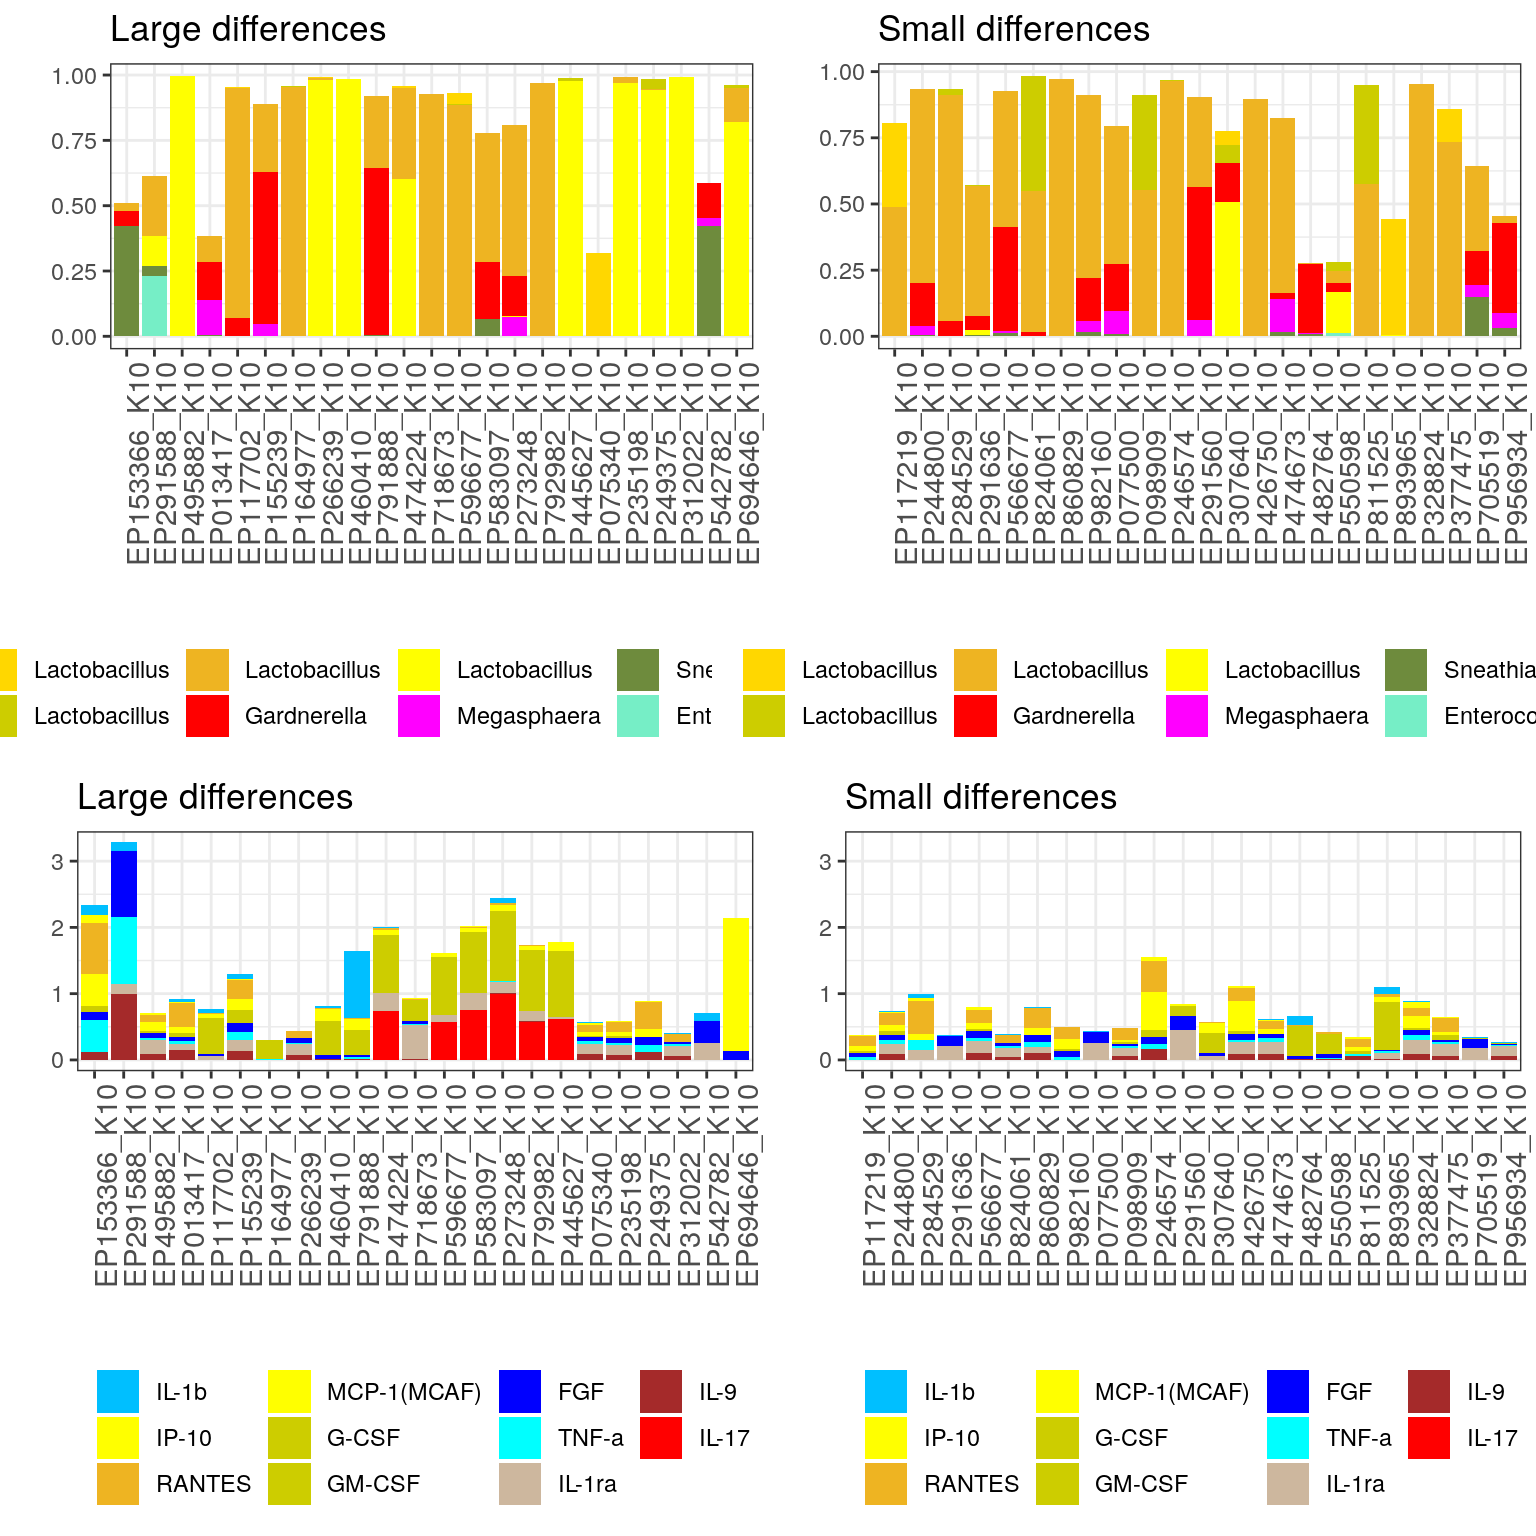 Large differences
1.00
0.75
0.50
0.25
0.00
EP153366_K10
EP291588_K10
EP495882_K10
EP013417_K10
EP117702_K10
EP155239_K10
EP164977_K10
EP266239_K10
EP460410_K10
EP791888_K10
EP474224_K10
EP718673_K10
EP596677_K10
EP583097_K10
EP273248_K10
EP792982_K10
EP445627_K10
EP075340_K10
EP235198_K10
EP249375_K10
EP312022_K10
EP542782_K10
EP694646_K10
Lactobacillus Lactobacillus Lactobacillus Sne
Lactobacillus Gardnerella Megasphaera Ent
Small differences
1.00
0.75
0.50
0.25
0.00
EP117219_K10
EP244800_K10
EP284529_K10
EP291636_K10
EP566677_K10
EP824061_K10
EP860829_K10
EP982160_K10
EP077500_K10
EP098909_K10
EP246574_K10
EP291560_K10
EP307640_K10
EP426750_K10
EP474673_K10
EP482764_K10
EP550598_K10
EP811525_K10
EP893965_K10
EP328824_K10
EP377475_K10
EP705519_K10
EP956934_K10
Lactobacillus Lactobacillus Lactobacillus Sneathia
Lactobacillus Gardnerella Megasphaera Enteroco
Large differences
3
2
1
0
EP153366_K10
EP291588_K10
EP495882_K10
EP013417_K10
EP117702_K10
EP155239_K10
EP164977_K10
EP266239_K10
EP460410_K10
EP791888_K10
EP474224_K10
EP718673_K10
EP596677_K10
EP583097_K10
EP273248_K10
EP792982_K10
EP445627_K10
EP075340_K10
EP235198_K10
EP249375_K10
EP312022_K10
EP542782_K10
EP694646_K10
IL-1b MCP-1(MCAF) FGF IL-9
IP-10 G-CSF TNF-a IL-17
RANTES GM-CSF IL-1ra
Small differences
3
2
1
0
EP117219_K10
EP244800_K10
EP284529_K10
EP291636_K10
EP566677_K10
EP824061_K10
EP860829_K10
EP982160_K10
EP077500_K10
EP098909_K10
EP246574_K10
EP291560_K10
EP307640_K10
EP426750_K10
EP474673_K10
EP482764_K10
EP550598_K10
EP811525_K10
EP893965_K10
EP328824_K10
EP377475_K10
EP705519_K10
EP956934_K10
IL-1b MCP-1(MCAF) FGF IL-9
IP-10 G-CSF TNF-a IL-17
RANTES GM-CSF IL-1ra